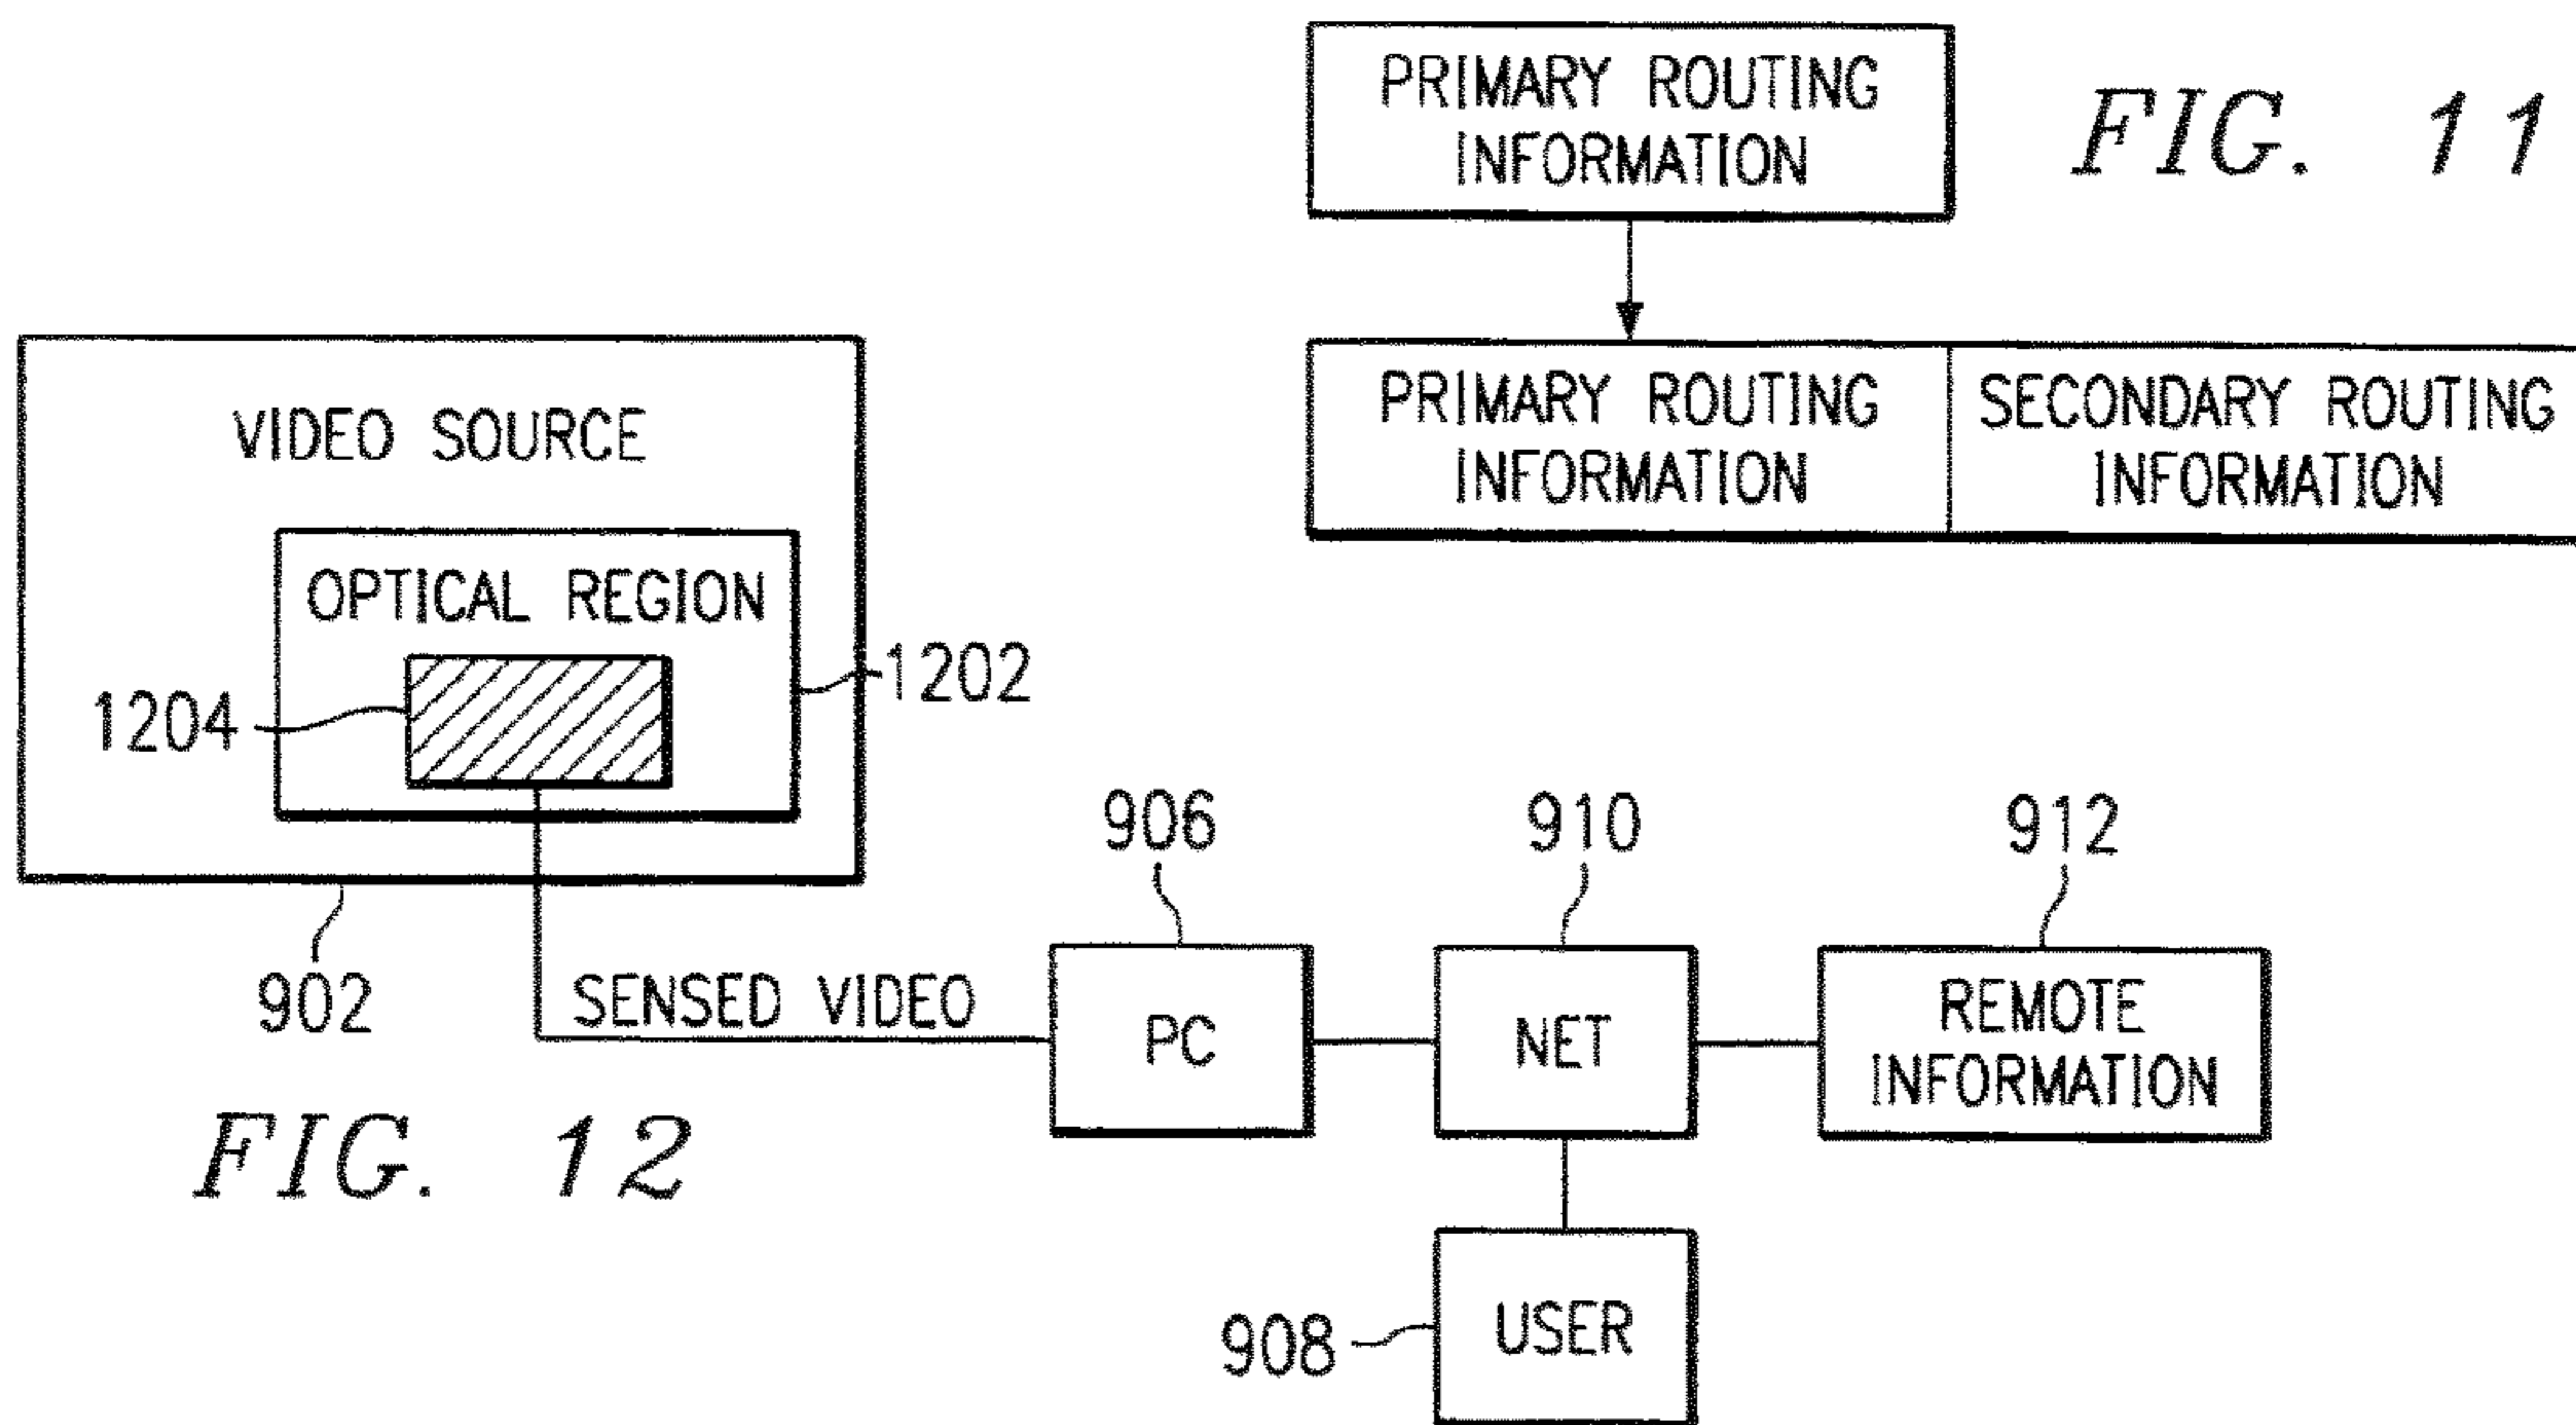 PRIMARY ROUTING
INFORMATION
FIG. 11
PRIMARY ROUTING
INFORMATION
SECONDARY ROUTING
INFORMATION
VIDEO SOURCE
OPTICAL REGION
1202
1204
902
SENSED VIDEO
906
PC
910
NET
912
REMOTE
INFORMATION
908
USER
FIG. 12